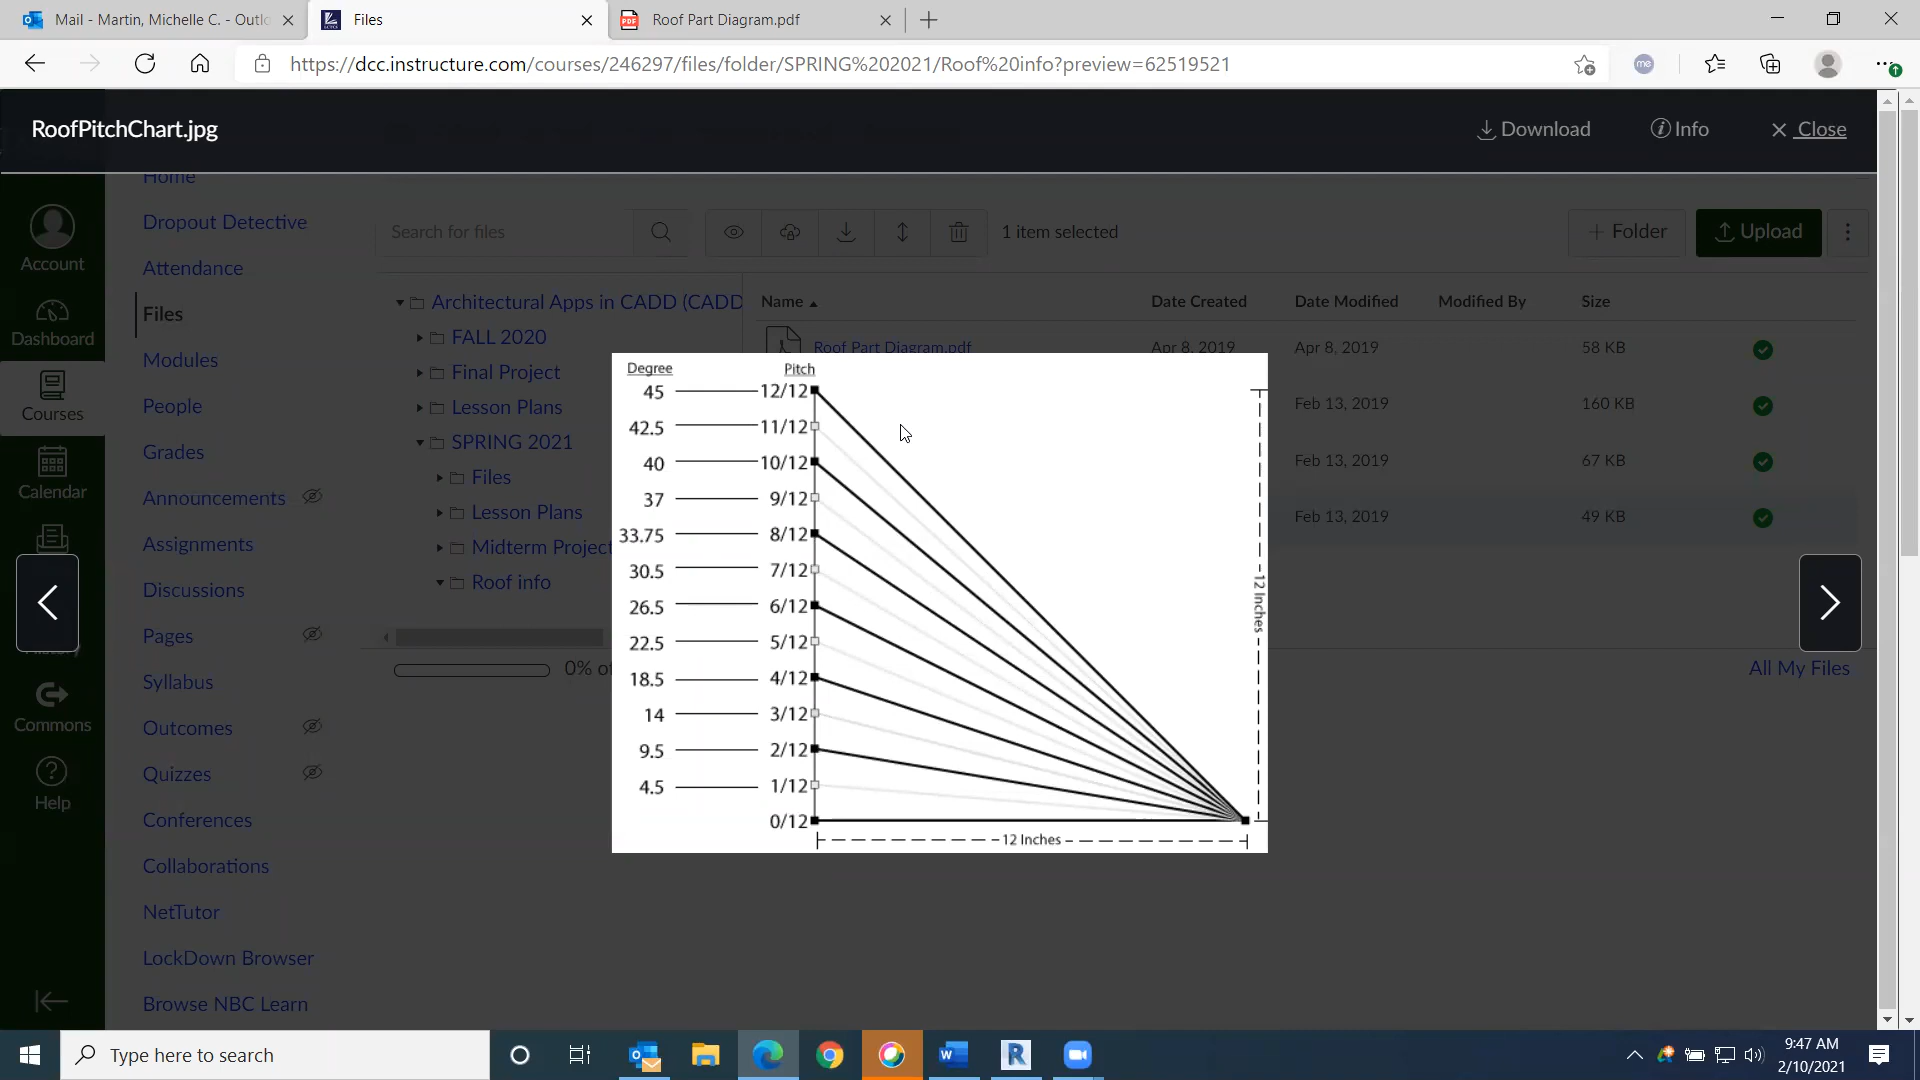 Mail - Martin, Michelle C. - Outlo
Files
Roof Part Diagram.pdf
https://dcc.instructure.com/courses/246297/files/folder/SPRING%202021/Roof%20info?preview=62519521
RoofPitchChart.jpg
Download
Info
Close
Account
Dashboard
Courses
Calendar
Commons
Help
Home
Dropout Detective
Attendance
Files
Modules
People
Grades
Announcements
Assignments
Discussions
Pages
Syllabus
Outcomes
Quizzes
Conferences
Collaborations
NetTutor
LockDown Browser
Browse NBC Learn
Search for files
1 item selected
+ Folder
Upload
Architectural Apps in CADD (CADD
FALL 2020
Final Project
Lesson Plans
SPRING 2021
Files
Lesson Plans
Midterm Project
Roof info
0% of
All My Files
Name Date Created Date Modified Modified By Size
Roof Part Diagram.pdf Apr 8, 2019 Apr 8, 2019 58 KB
Feb 13, 2019 160 KB
Feb 13, 2019 67 KB
Feb 13, 2019 49 KB
Degree Pitch
45 12/12
42.5 11/12
40 10/12
37 9/12
33.75 8/12
30.5 7/12
26.5 6/12
22.5 5/12
18.5 4/12
14 3/12
9.5 2/12
4.5 1/12
0/12
12 Inches
12 Inches
Type here to search
9:47 AM
2/10/2021